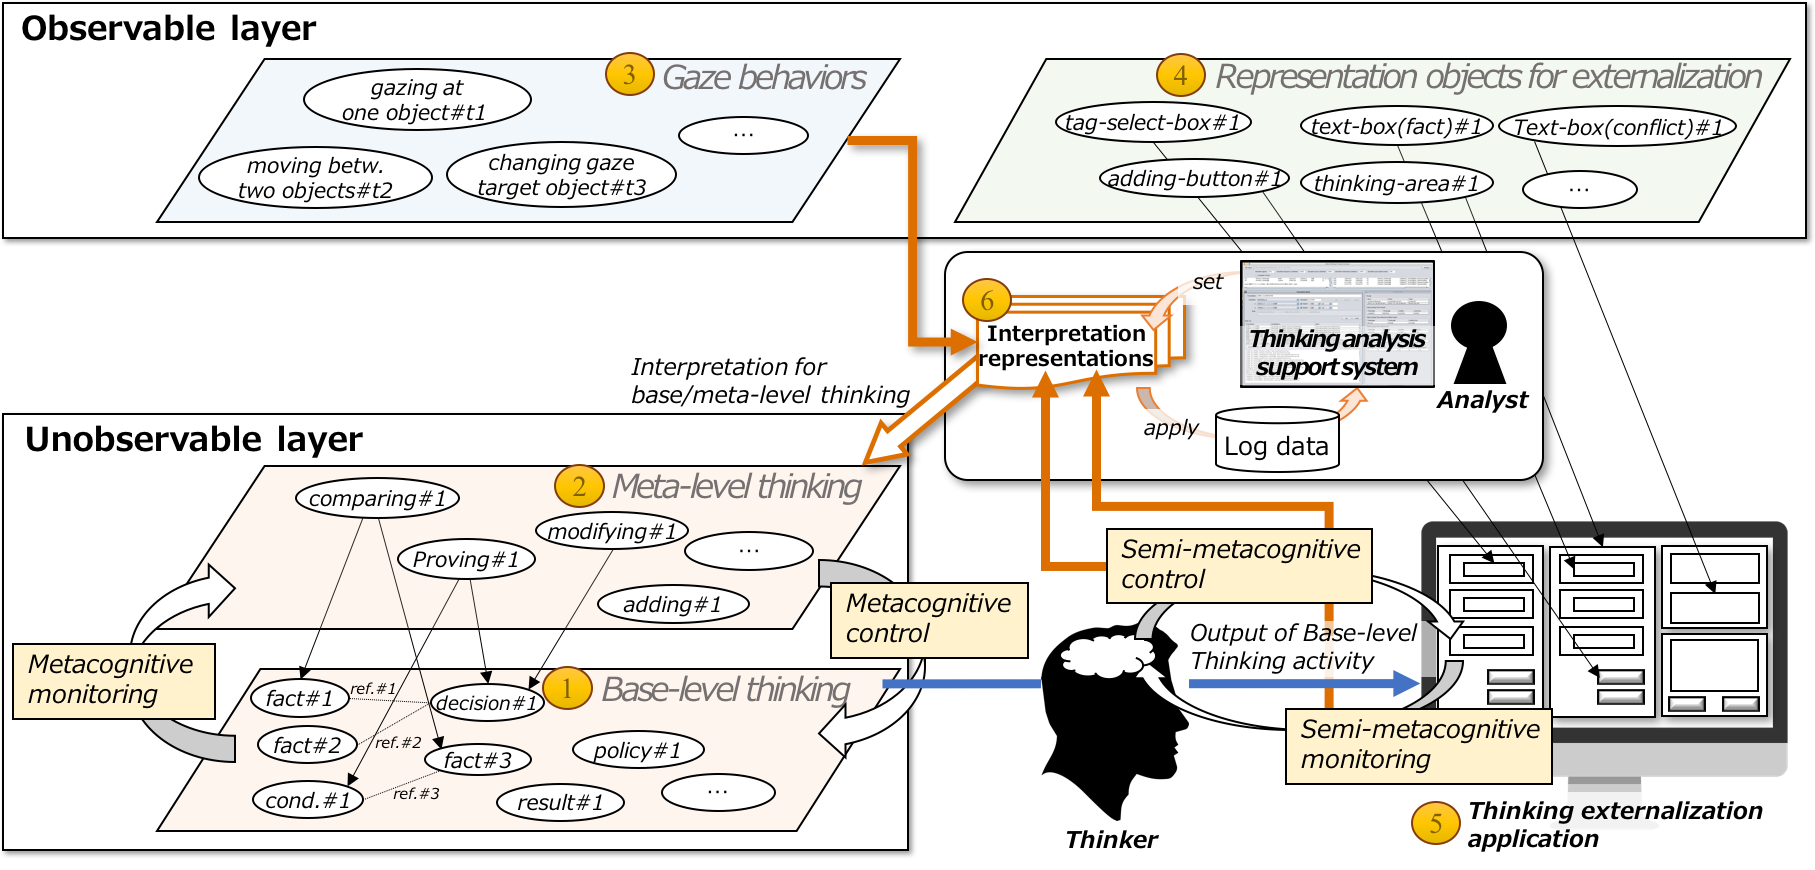 Observable layer
3
Gaze behaviors
gazing at
one object#t1
…
moving betw.
two objects#t2
changing gaze
target object#t3
4
Representation objects for externalization
tag-select-box#1
text-box(fact)#1
Text-box(conflict)#1
adding-button#1
thinking-area#1
…
6
Interpretation
representations
set
Thinking analysis
support system
Analyst
apply
Log data
Interpretation for
base/meta-level thinking
Unobservable layer
2
Meta-level thinking
comparing#1
modifying#1
Proving#1
…
adding#1
Metacognitive
monitoring
Metacognitive
control
1
Base-level thinking
fact#1
ref.#1
decision#1
fact#2
ref.#2
fact#3
policy#1
cond.#1
ref.#3
result#1
…
Semi-metacognitive
control
Output of Base-level
Thinking activity
Semi-metacognitive
monitoring
Thinker
5
Thinking externalization
application